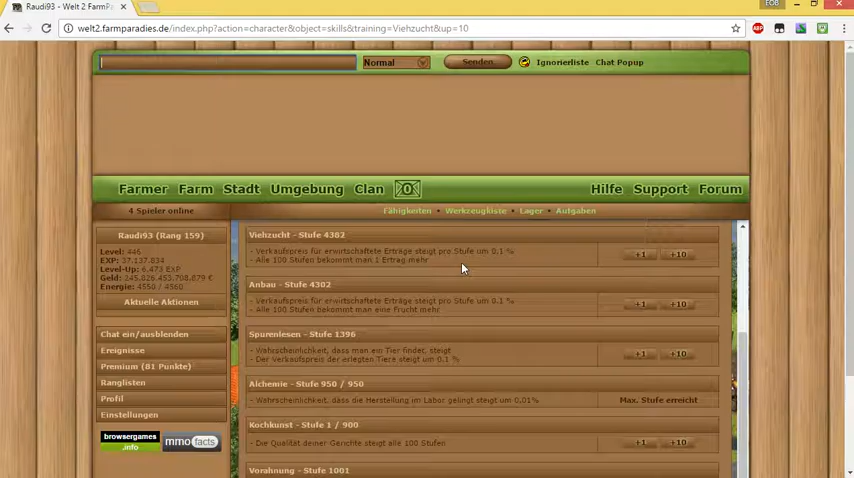 Raudi93 - Welt 2 FarmPa
EOB
welt2.farmparadies.de/index.php?action=character&object=skills&training=Viehzucht&up=10
Normal
Senden
Ignorierliste
Chat Popup
Farmer
Farm
Stadt
Umgebung
Clan
0
Hilfe
Support
Forum
4 Spieler online
Fähigkeiten • Werkzeugkiste • Lager • Aufgaben
Raudi93 (Rang 159)
Level: 446
EXP: 37.137.834
Level-Up: 6.473 EXP
Geld: 245.826.453.708.879 €
Energie: 4550 / 4560
Aktuelle Aktionen
Chat ein/ausblenden
Ereignisse
Premium (81 Punkte)
Ranglisten
Profil
Einstellungen
browsergames
.info
mmofacts
Viehzucht - Stufe 4382
- Verkaufspreis für erwirtschaftete Erträge steigt pro Stufe um 0,1 %
- Alle 100 Stufen bekommt man 1 Ertrag mehr
+1
+10
Anbau - Stufe 4302
- Verkaufspreis für erwirtschaftete Erträge steigt pro Stufe um 0,1 %
- Alle 100 Stufen bekommt man eine Frucht mehr
+1
+10
Spurenlesen - Stufe 1396
- Wahrscheinlichkeit, dass man ein Tier findet, steigt
- Der Verkaufspreis der erlegten Tiere steigt um 0,1 %
+1
+10
Alchemie - Stufe 950 / 950
- Wahrscheinlichkeit, dass die Herstellung im Labor gelingt steigt um 0,01%
Max. Stufe erreicht
Kochkunst - Stufe 1 / 900
- Die Qualität deiner Gerichte steigt alle 100 Stufen
+1
+10
Vorahnung - Stufe 1001